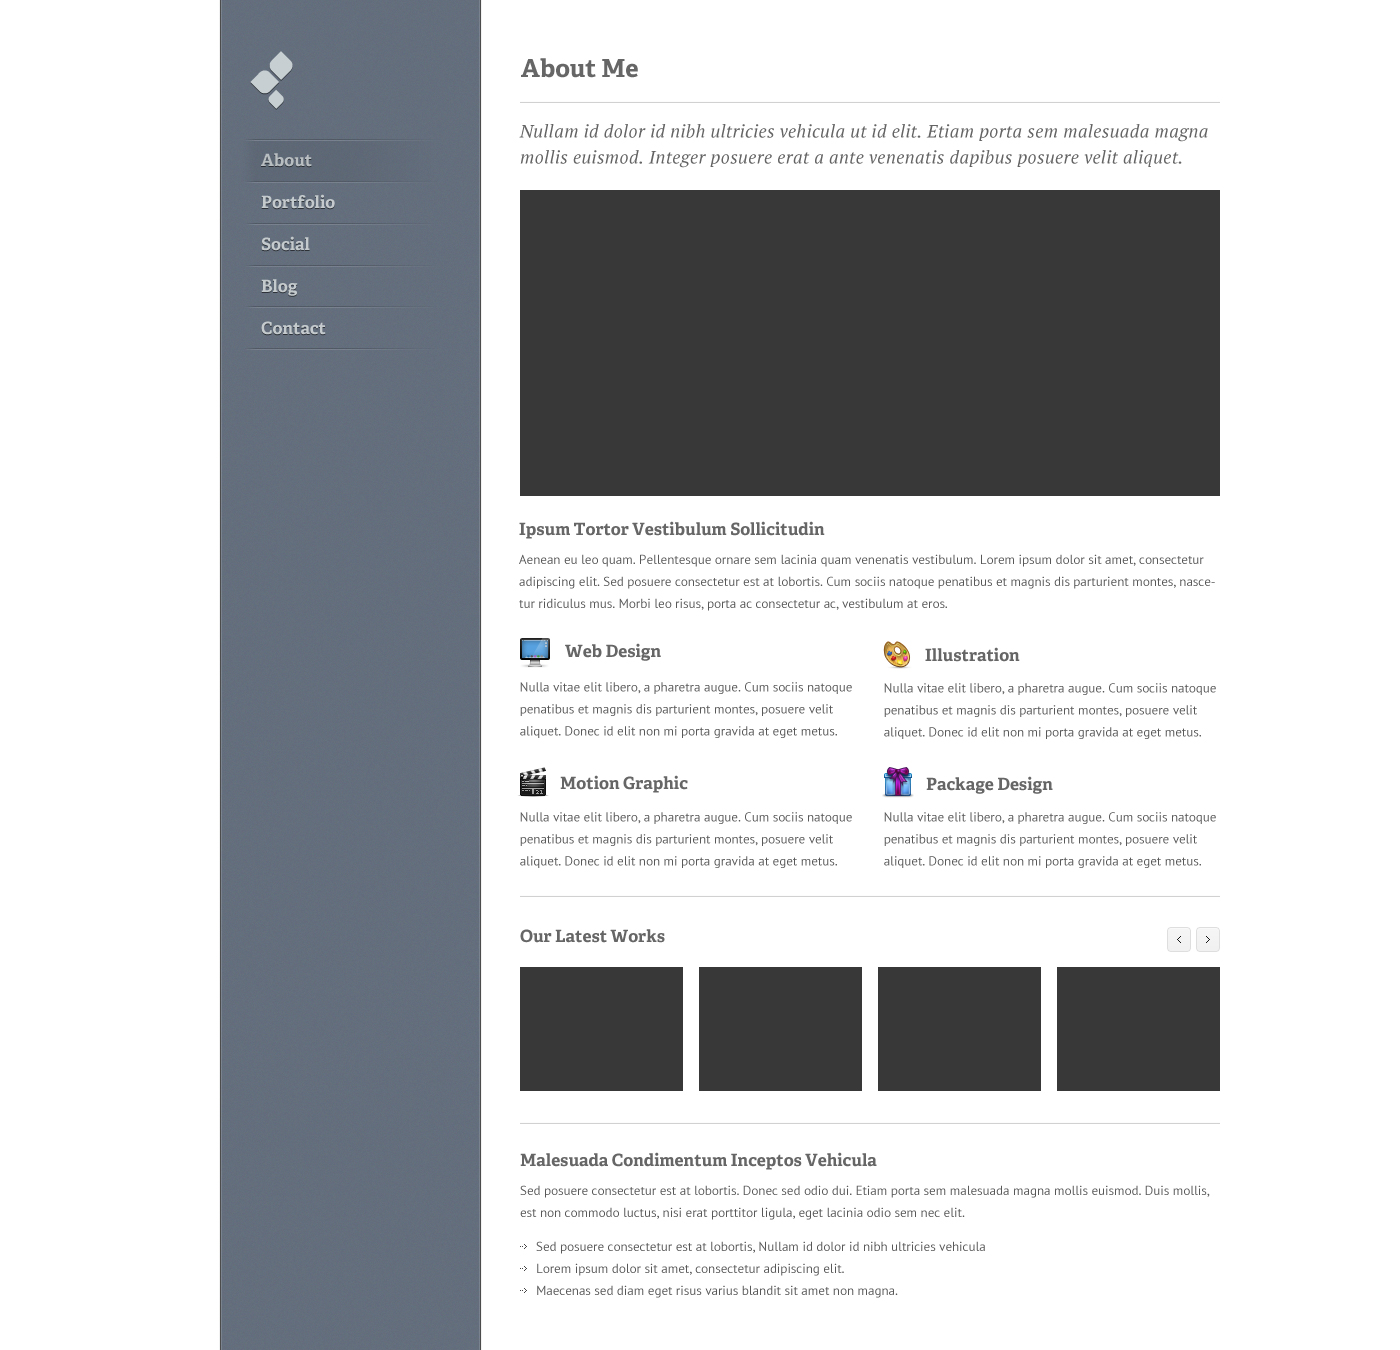 About
Portfolio
Social
Blog
Contact
About Me
Nullam id dolor id nibh ultricies vehicula ut id elit. Etiam porta sem malesuada magna
mollis euismod. Integer posuere erat a ante venenatis dapibus posuere velit aliquet.
Ipsum Tortor Vestibulum Sollicitudin
Aenean eu leo quam. Pellentesque ornare sem lacinia quam venenatis vestibulum. Lorem ipsum dolor sit amet, consectetur
adipiscing elit. Sed posuere consectetur est at lobortis. Cum sociis natoque penatibus et magnis dis parturient montes, nasce-
tur ridiculus mus. Morbi leo risus, porta ac consectetur ac, vestibulum at eros.
Web Design
Nulla vitae elit libero, a pharetra augue. Cum sociis natoque
penatibus et magnis dis parturient montes, posuere velit
aliquet. Donec id elit non mi porta gravida at eget metus.
Illustration
Nulla vitae elit libero, a pharetra augue. Cum sociis natoque
penatibus et magnis dis parturient montes, posuere velit
aliquet. Donec id elit non mi porta gravida at eget metus.
Motion Graphic
Nulla vitae elit libero, a pharetra augue. Cum sociis natoque
penatibus et magnis dis parturient montes, posuere velit
aliquet. Donec id elit non mi porta gravida at eget metus.
Package Design
Nulla vitae elit libero, a pharetra augue. Cum sociis natoque
penatibus et magnis dis parturient montes, posuere velit
aliquet. Donec id elit non mi porta gravida at eget metus.
Our Latest Works
Malesuada Condimentum Inceptos Vehicula
Sed posuere consectetur est at lobortis. Donec sed odio dui. Etiam porta sem malesuada magna mollis euismod. Duis mollis,
est non commodo luctus, nisi erat porttitor ligula, eget lacinia odio sem nec elit.
Sed posuere consectetur est at lobortis, Nullam id dolor id nibh ultricies vehicula
Lorem ipsum dolor sit amet, consectetur adipiscing elit.
Maecenas sed diam eget risus varius blandit sit amet non magna.